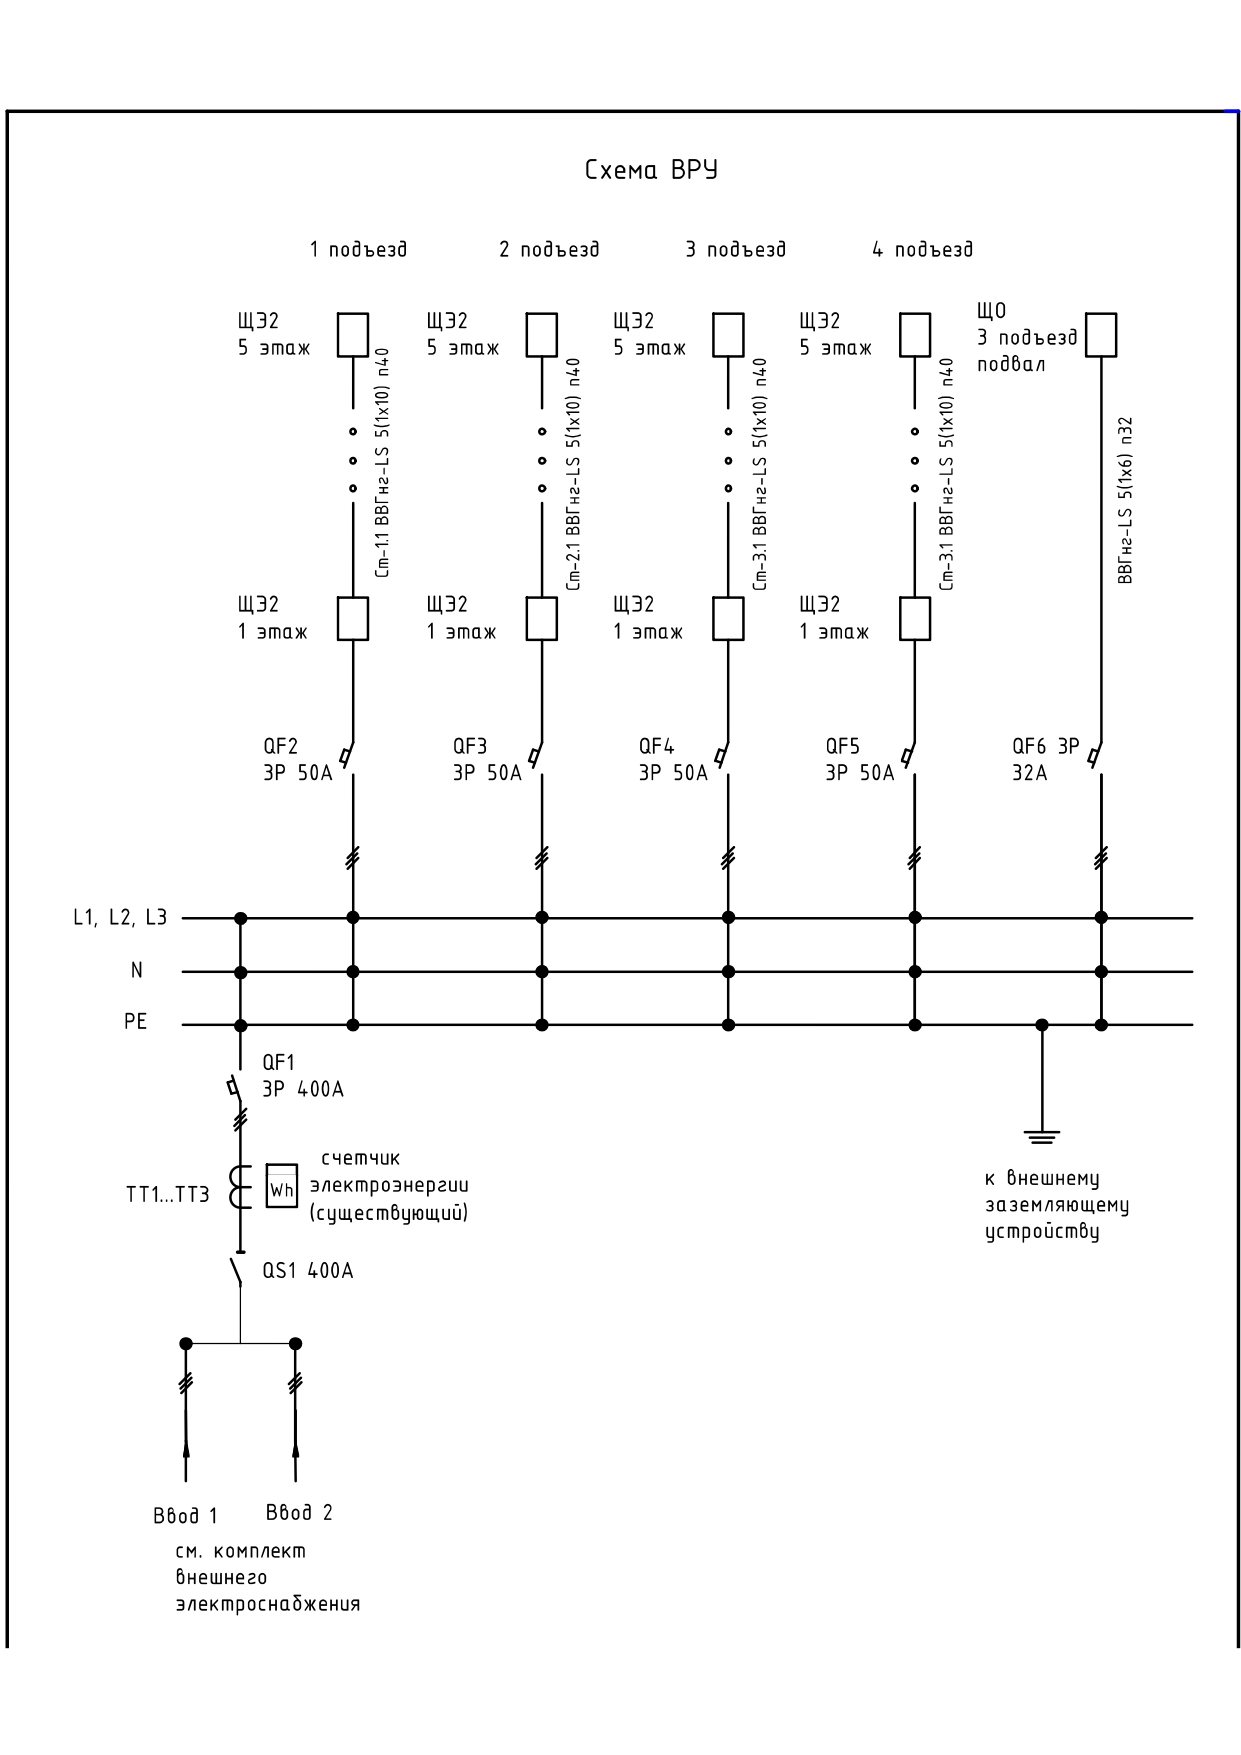 Схема ВРУ
1 подъезд
2 подъезд
3 подъезд
4 подъезд
ЩЭ2
5 этаж
ЩЭ2
5 этаж
ЩЭ2
5 этаж
ЩЭ2
5 этаж
ЩО
3 подъезд
подвал
Ст-1.1 ВВГнг-LS 5(1х10) п40
Ст-2.1 ВВГнг-LS 5(1х10) п40
Ст-3.1 ВВГнг-LS 5(1х10) п40
Ст-3.1 ВВГнг-LS 5(1х10) п40
ВВГнг-LS 5(1х6) п32
ЩЭ2
1 этаж
ЩЭ2
1 этаж
ЩЭ2
1 этаж
ЩЭ2
1 этаж
QF2
3P 50A
QF3
3P 50A
QF4
3P 50A
QF5
3P 50A
QF6 3P
32A
L1, L2, L3
N
PE
QF1
3P 400A
счетчик
электроэнергии
(существующий)
Wh
ТТ1...ТТ3
QS1 400A
к внешнему
заземляющему
устройству
Ввод 1
Ввод 2
см. комплект
внешнего
электроснабжения